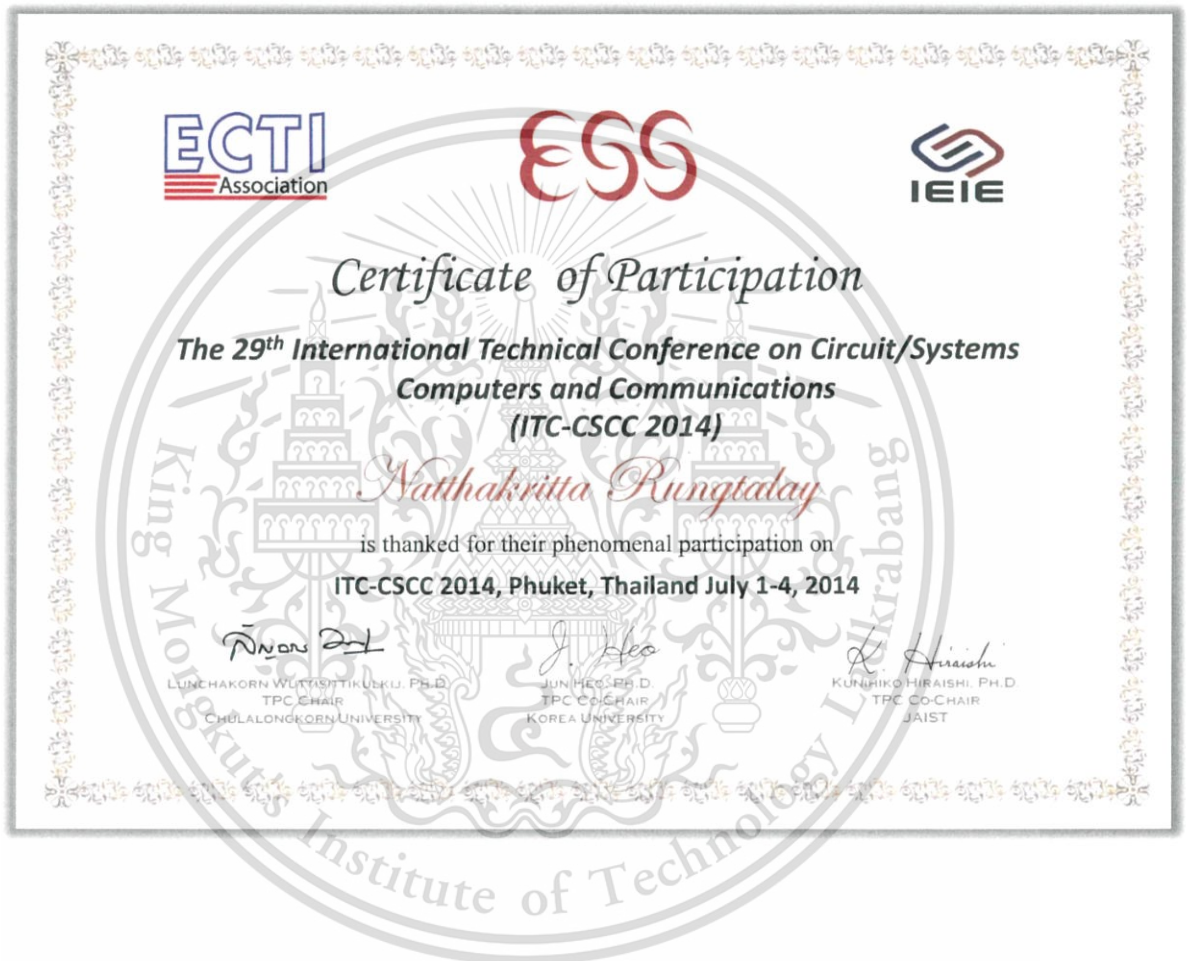 ECTI
Association
ESS
IEIE
Certificate of Participation
The 29th International Technical Conference on Circuit/Systems
Computers and Communications
(ITC-CSCC 2014)
Natthakritta Rungtalay
is thanked for their phenomenal participation on
ITC-CSCC 2014, Phuket, Thailand July 1-4, 2014
J. Heo
K. Hiraishi
LUNCHAKORN WUTTISITTIKULKIJ, PH.D
TPC CHAIR
CHULALONGKORN UNIVERSITY
JUN HEO, PH.D.
TPC CO-CHAIR
KOREA UNIVERSITY
KUNIHIKO HIRAISHI, PH.D
TPC CO-CHAIR
JAIST
King Mongkut's Institute of Technology Ladkrabang